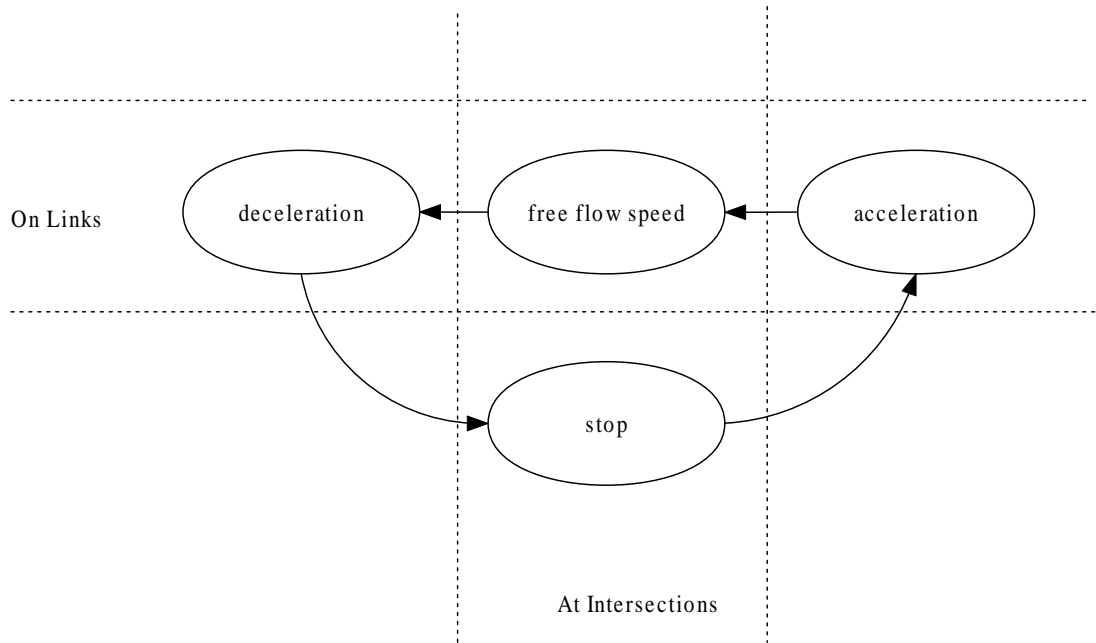 On Links
deceleration
free flow speed
acceleration
stop
At Intersections